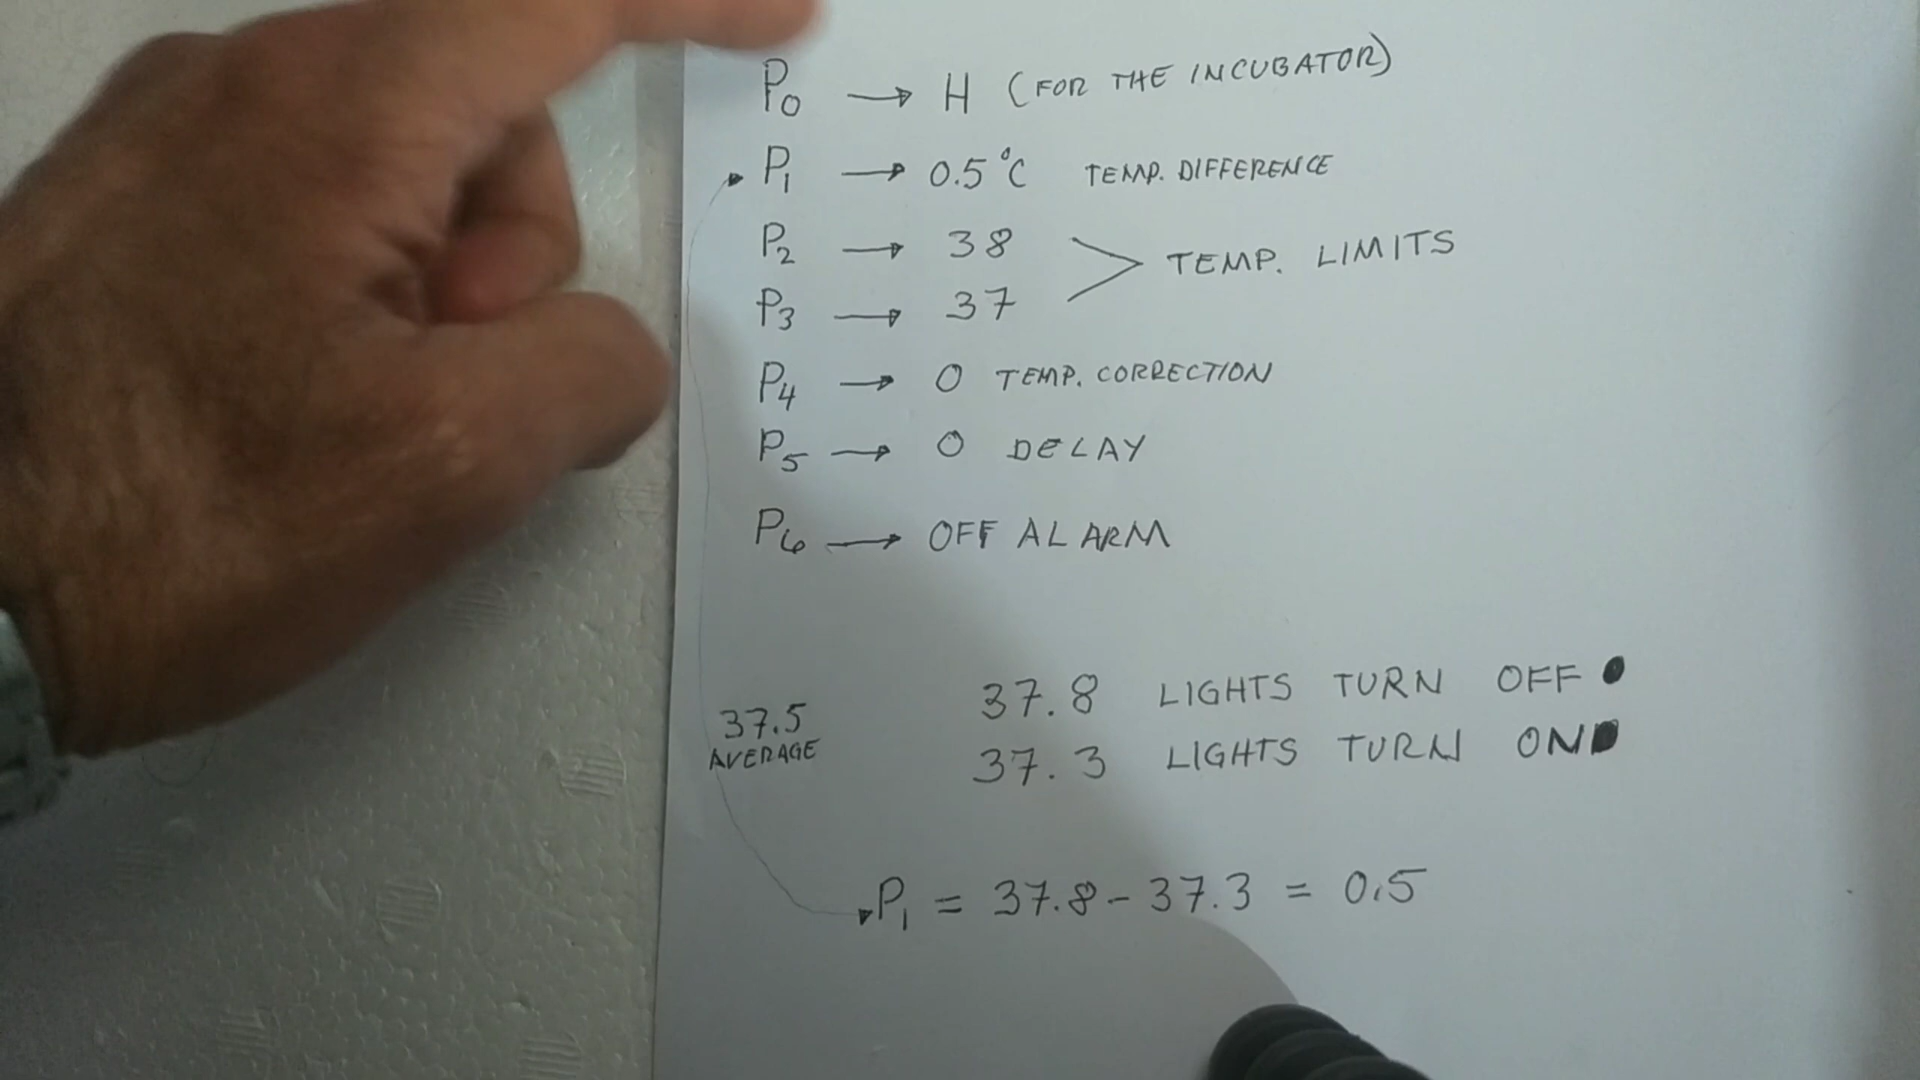 P0 → H (FOR THE INCUBATOR)
P1 → 0.5°C TEMP. DIFFERENCE
P2 → 38
P3 → 37
> TEMP. LIMITS
P4 → 0 TEMP. CORRECTION
P5 → 0 DELAY
P6 → OFF ALARM
37.5
AVERAGE
37.8 LIGHTS TURN OFF
37.3 LIGHTS TURN ON
P1 = 37.8 - 37.3 = 0.5